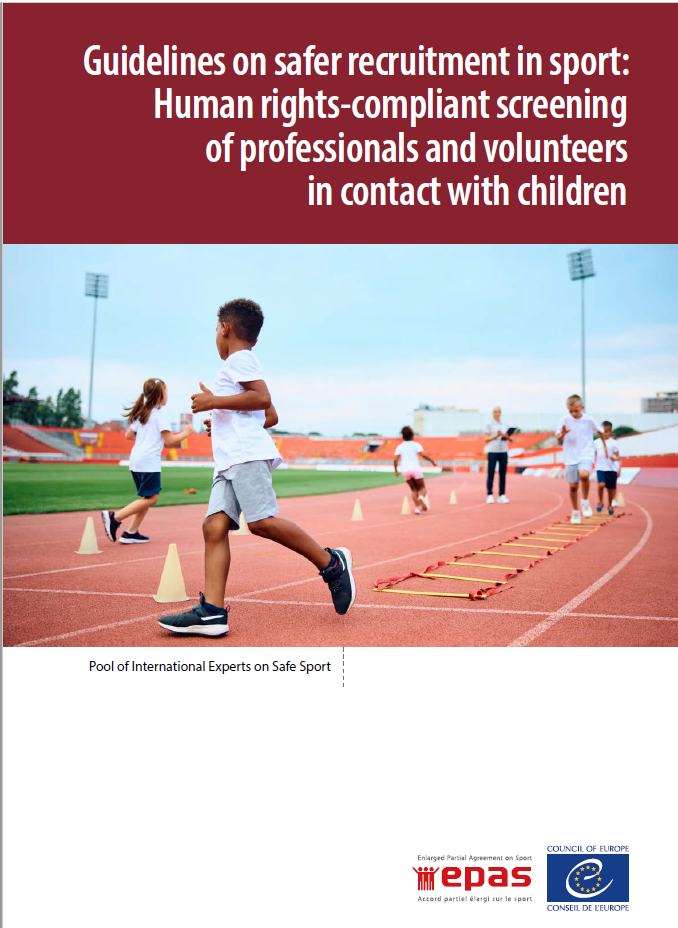 Guidelines on safer recruitment in sport:
Human rights-compliant screening
of professionals and volunteers
in contact with children
Pool of International Experts on Safe Sport
Enlarged Partial Agreement on Sport
epas
Accord partiel élargi sur le sport
COUNCIL OF EUROPE
CONSEIL DE L'EUROPE